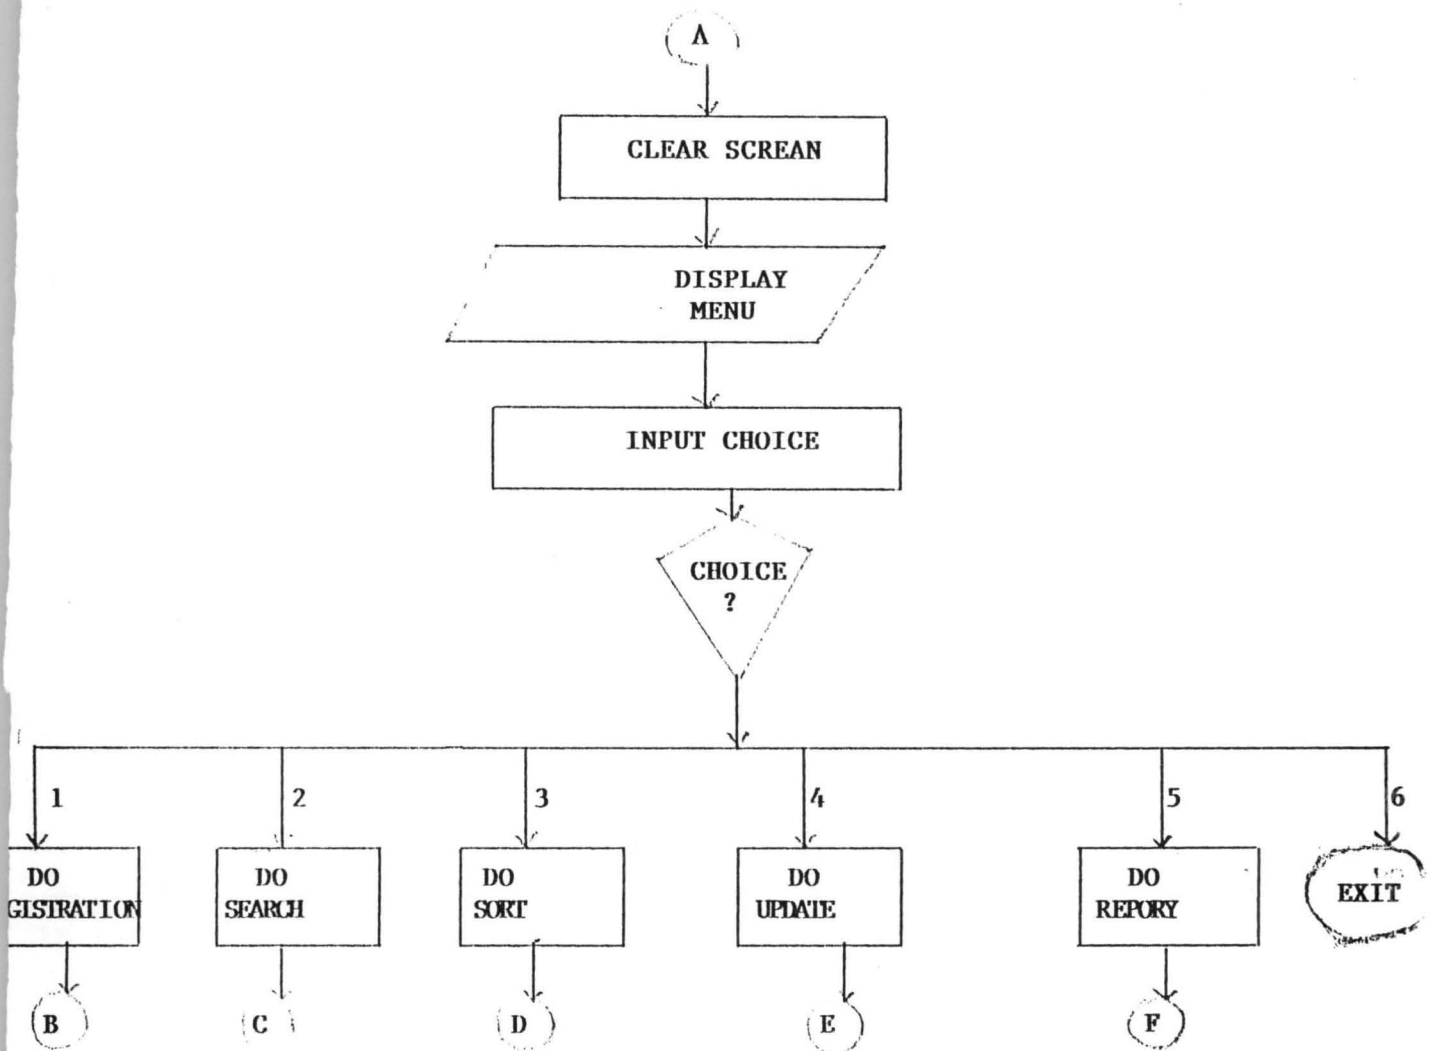 A
CLEAR SCREAN
DISPLAY
MENU
INPUT CHOICE
CHOICE
?
1 2 3 4 5 6
DO DO DO DO DO EXIT
GISTRATION SEARCH SORT UPDATE REPORY
B C D E F